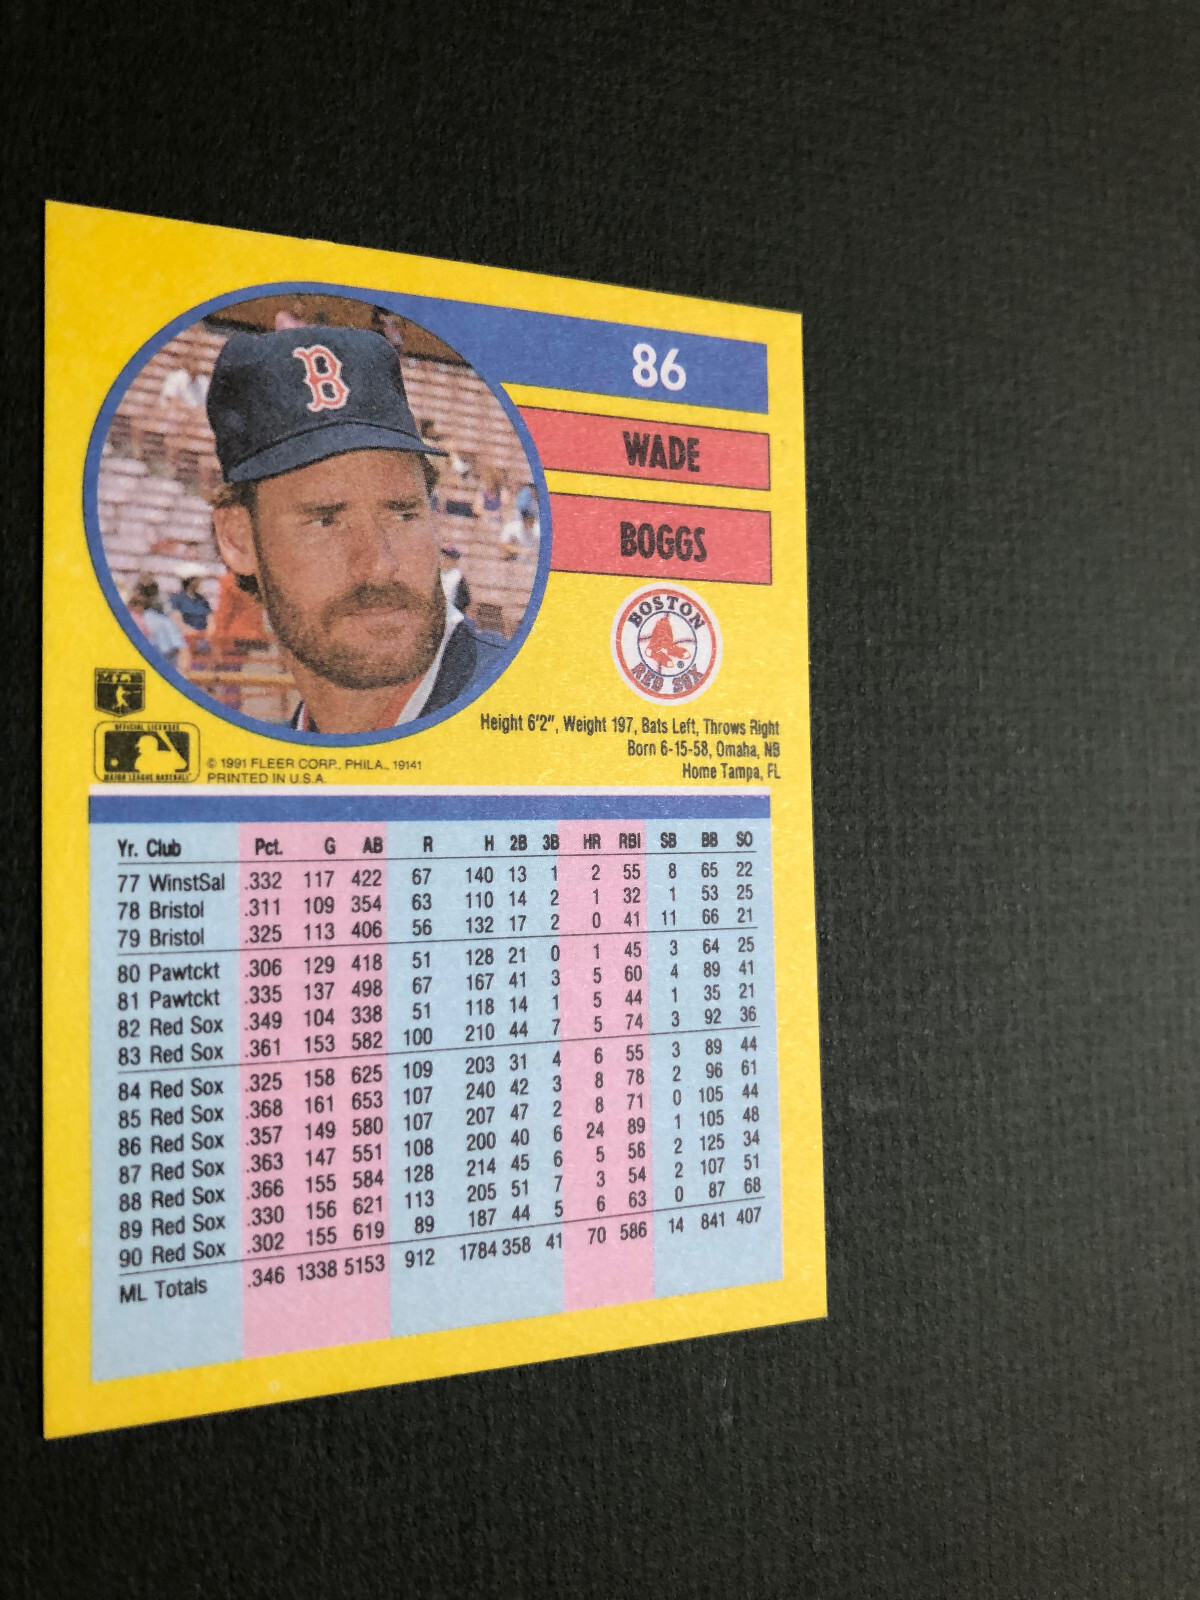 B
86
WADE
BOGGS
BOSTON
RED SOX
®
MLB
OFFICIAL LICENSEE
MAJOR LEAGUE BASEBALL
© 1991 FLEER CORP., PHILA., 19141
PRINTED IN U.S.A.
Height 6'2", Weight 197, Bats Left, Throws Right
Born 6-15-58, Omaha, NB
Home Tampa, FL
Yr. Club Pct. G AB R H 2B 3B HR RBI SB BB SO
77 WinstSal .332 117 422 67 140 13 1 2 55 8 65 22
78 Bristol .311 109 354 63 110 14 2 1 32 1 53 25
79 Bristol .325 113 406 56 132 17 2 0 41 11 66 21
80 Pawtckt .306 129 418 51 128 21 0 1 45 3 64 25
81 Pawtckt .335 137 498 67 167 41 3 5 60 4 89 41
82 Red Sox .349 104 338 51 118 14 1 5 44 1 35 21
83 Red Sox .361 153 582 100 210 44 7 5 74 3 92 36
84 Red Sox .325 158 625 109 203 31 4 6 55 3 89 44
85 Red Sox .368 161 653 107 240 42 3 8 78 2 96 61
86 Red Sox .357 149 580 107 207 47 2 8 71 0 105 44
87 Red Sox .363 147 551 108 200 40 6 24 89 1 105 48
88 Red Sox .366 155 584 128 214 45 6 5 58 2 125 34
89 Red Sox .330 156 621 113 205 51 7 3 54 2 107 51
90 Red Sox .302 155 619 89 187 44 5 6 63 0 87 68
ML Totals .346 1338 5153 912 1784 358 41 70 586 14 841 407